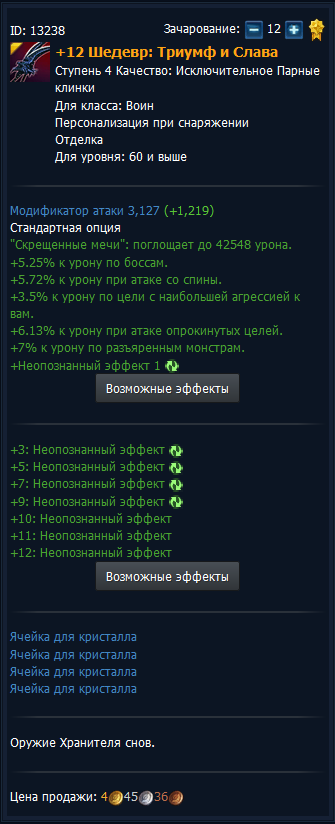 ID: 13238
Зачарование: 12
+12 Шедевр: Триумф и Слава
Ступень 4 Качество: Исключительное Парные
клинки
Для класса: Воин
Персонализация при снаряжении
Отделка
Для уровня: 60 и выше
Модификатор атаки 3,127 (+1,219)
Стандартная опция
"Скрещенные мечи": поглощает до 42548 урона.
+5.25% к урону по боссам.
+5.72% к урону при атаке со спины.
+3.5% к урону по цели с наибольшей агрессией к
вам.
+6.13% к урону при атаке опрокинутых целей.
+7% к урону по разъяренным монстрам.
+Неопознанный эффект 1
Возможные эффекты
+3: Неопознанный эффект
+5: Неопознанный эффект
+7: Неопознанный эффект
+9: Неопознанный эффект
+10: Неопознанный эффект
+11: Неопознанный эффект
+12: Неопознанный эффект
Возможные эффекты
Ячейка для кристалла
Ячейка для кристалла
Ячейка для кристалла
Ячейка для кристалла
Оружие Хранителя снов.
Цена продажи: 4 45 36